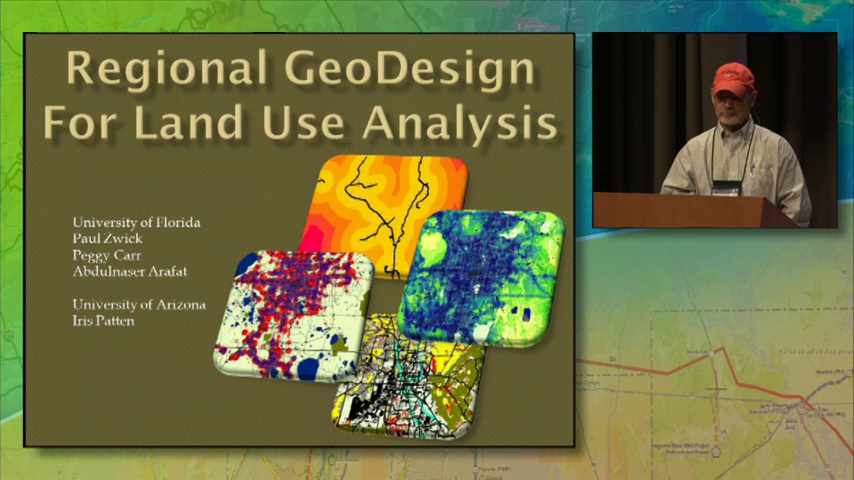 Regional GeoDesign
For Land Use Analysis
University of Florida
Paul Zwick
Peggy Carr
Abdulnaser Arafat
University of Arizona
Iris Patten